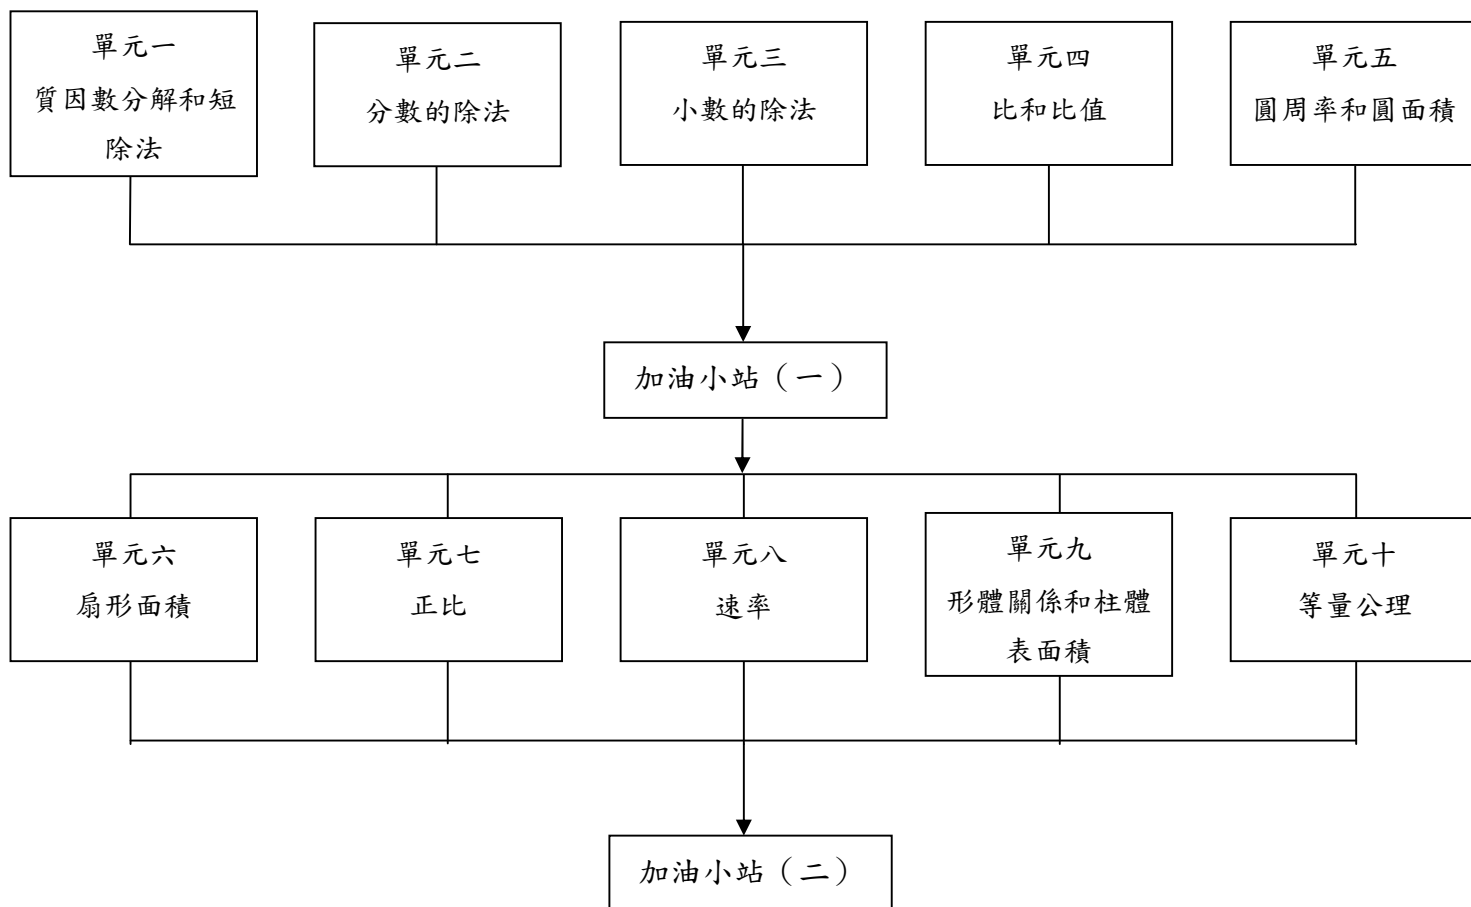 單元一
質因數分解和短
除法
單元二
分數的除法
單元三
小數的除法
單元四
比和比值
單元五
圓周率和圓面積
加油小站（一）
單元六
扇形面積
單元七
正比
單元八
速率
單元九
形體關係和柱體
表面積
單元十
等量公理
加油小站（二）